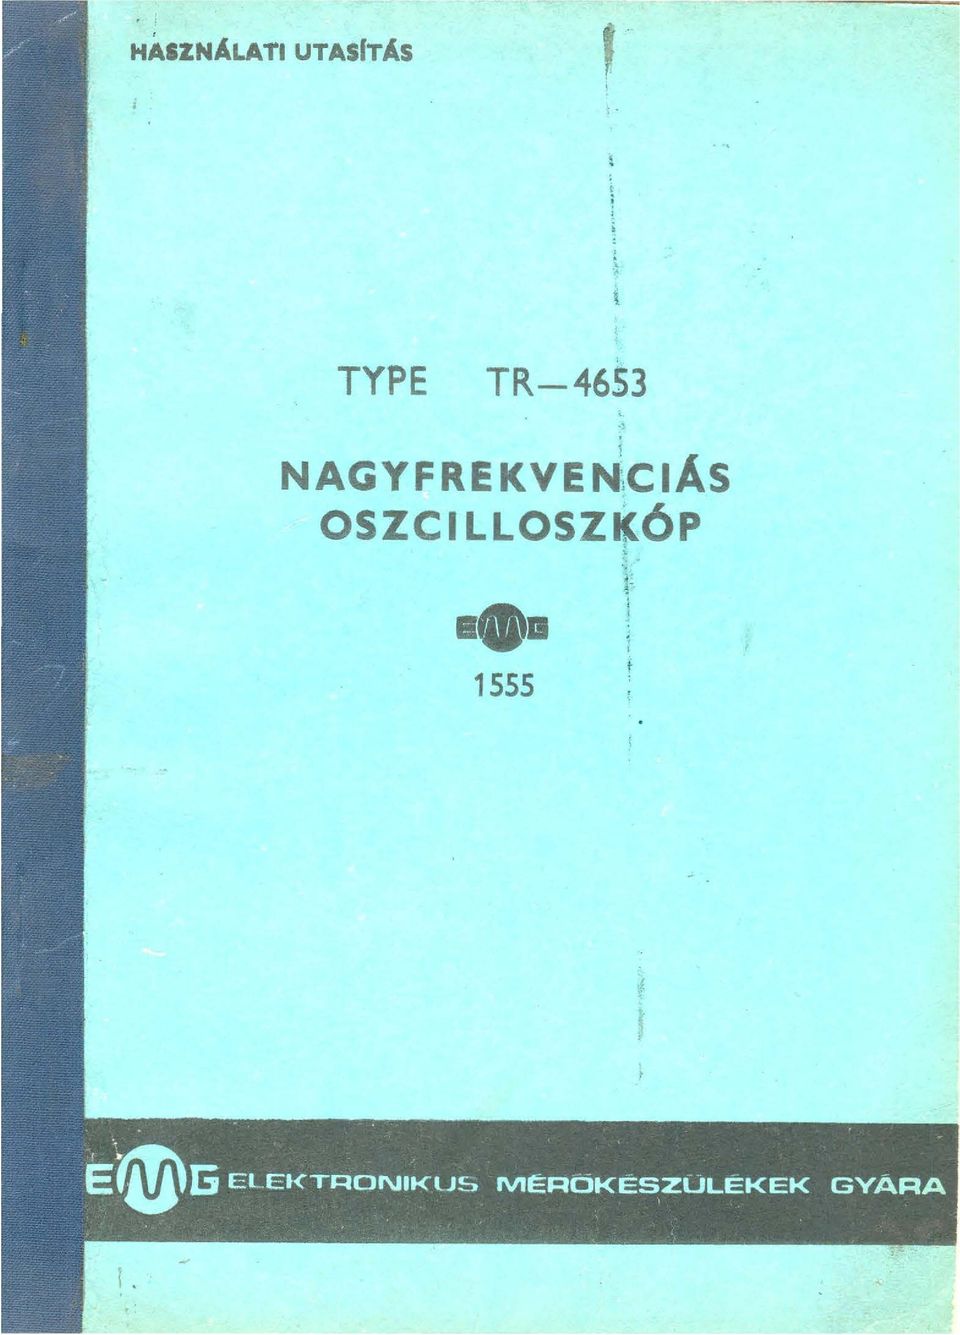 HASZNÁLATI UTASÍTÁS
TYPE TR—4653
NAGYFREKVENCIÁS
OSZCILLOSZKÓP
EMG
1555
EMG ELEKTRONIKUS MÉRŐKÉSZÜLÉKEK GYÁRA